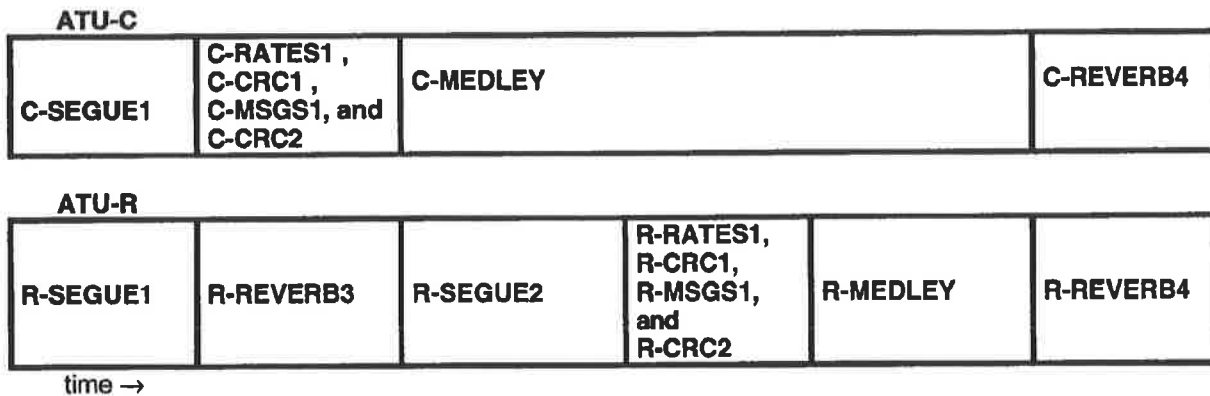 ATU-C
C-SEGUE1
C-RATES1 ,
C-CRC1 ,
C-MSGS1, and
C-CRC2
C-MEDLEY
C-REVERB4
ATU-R
R-SEGUE1
R-REVERB3
R-SEGUE2
R-RATES1,
R-CRC1,
R-MSGS1,
and
R-CRC2
R-MEDLEY
R-REVERB4
time →